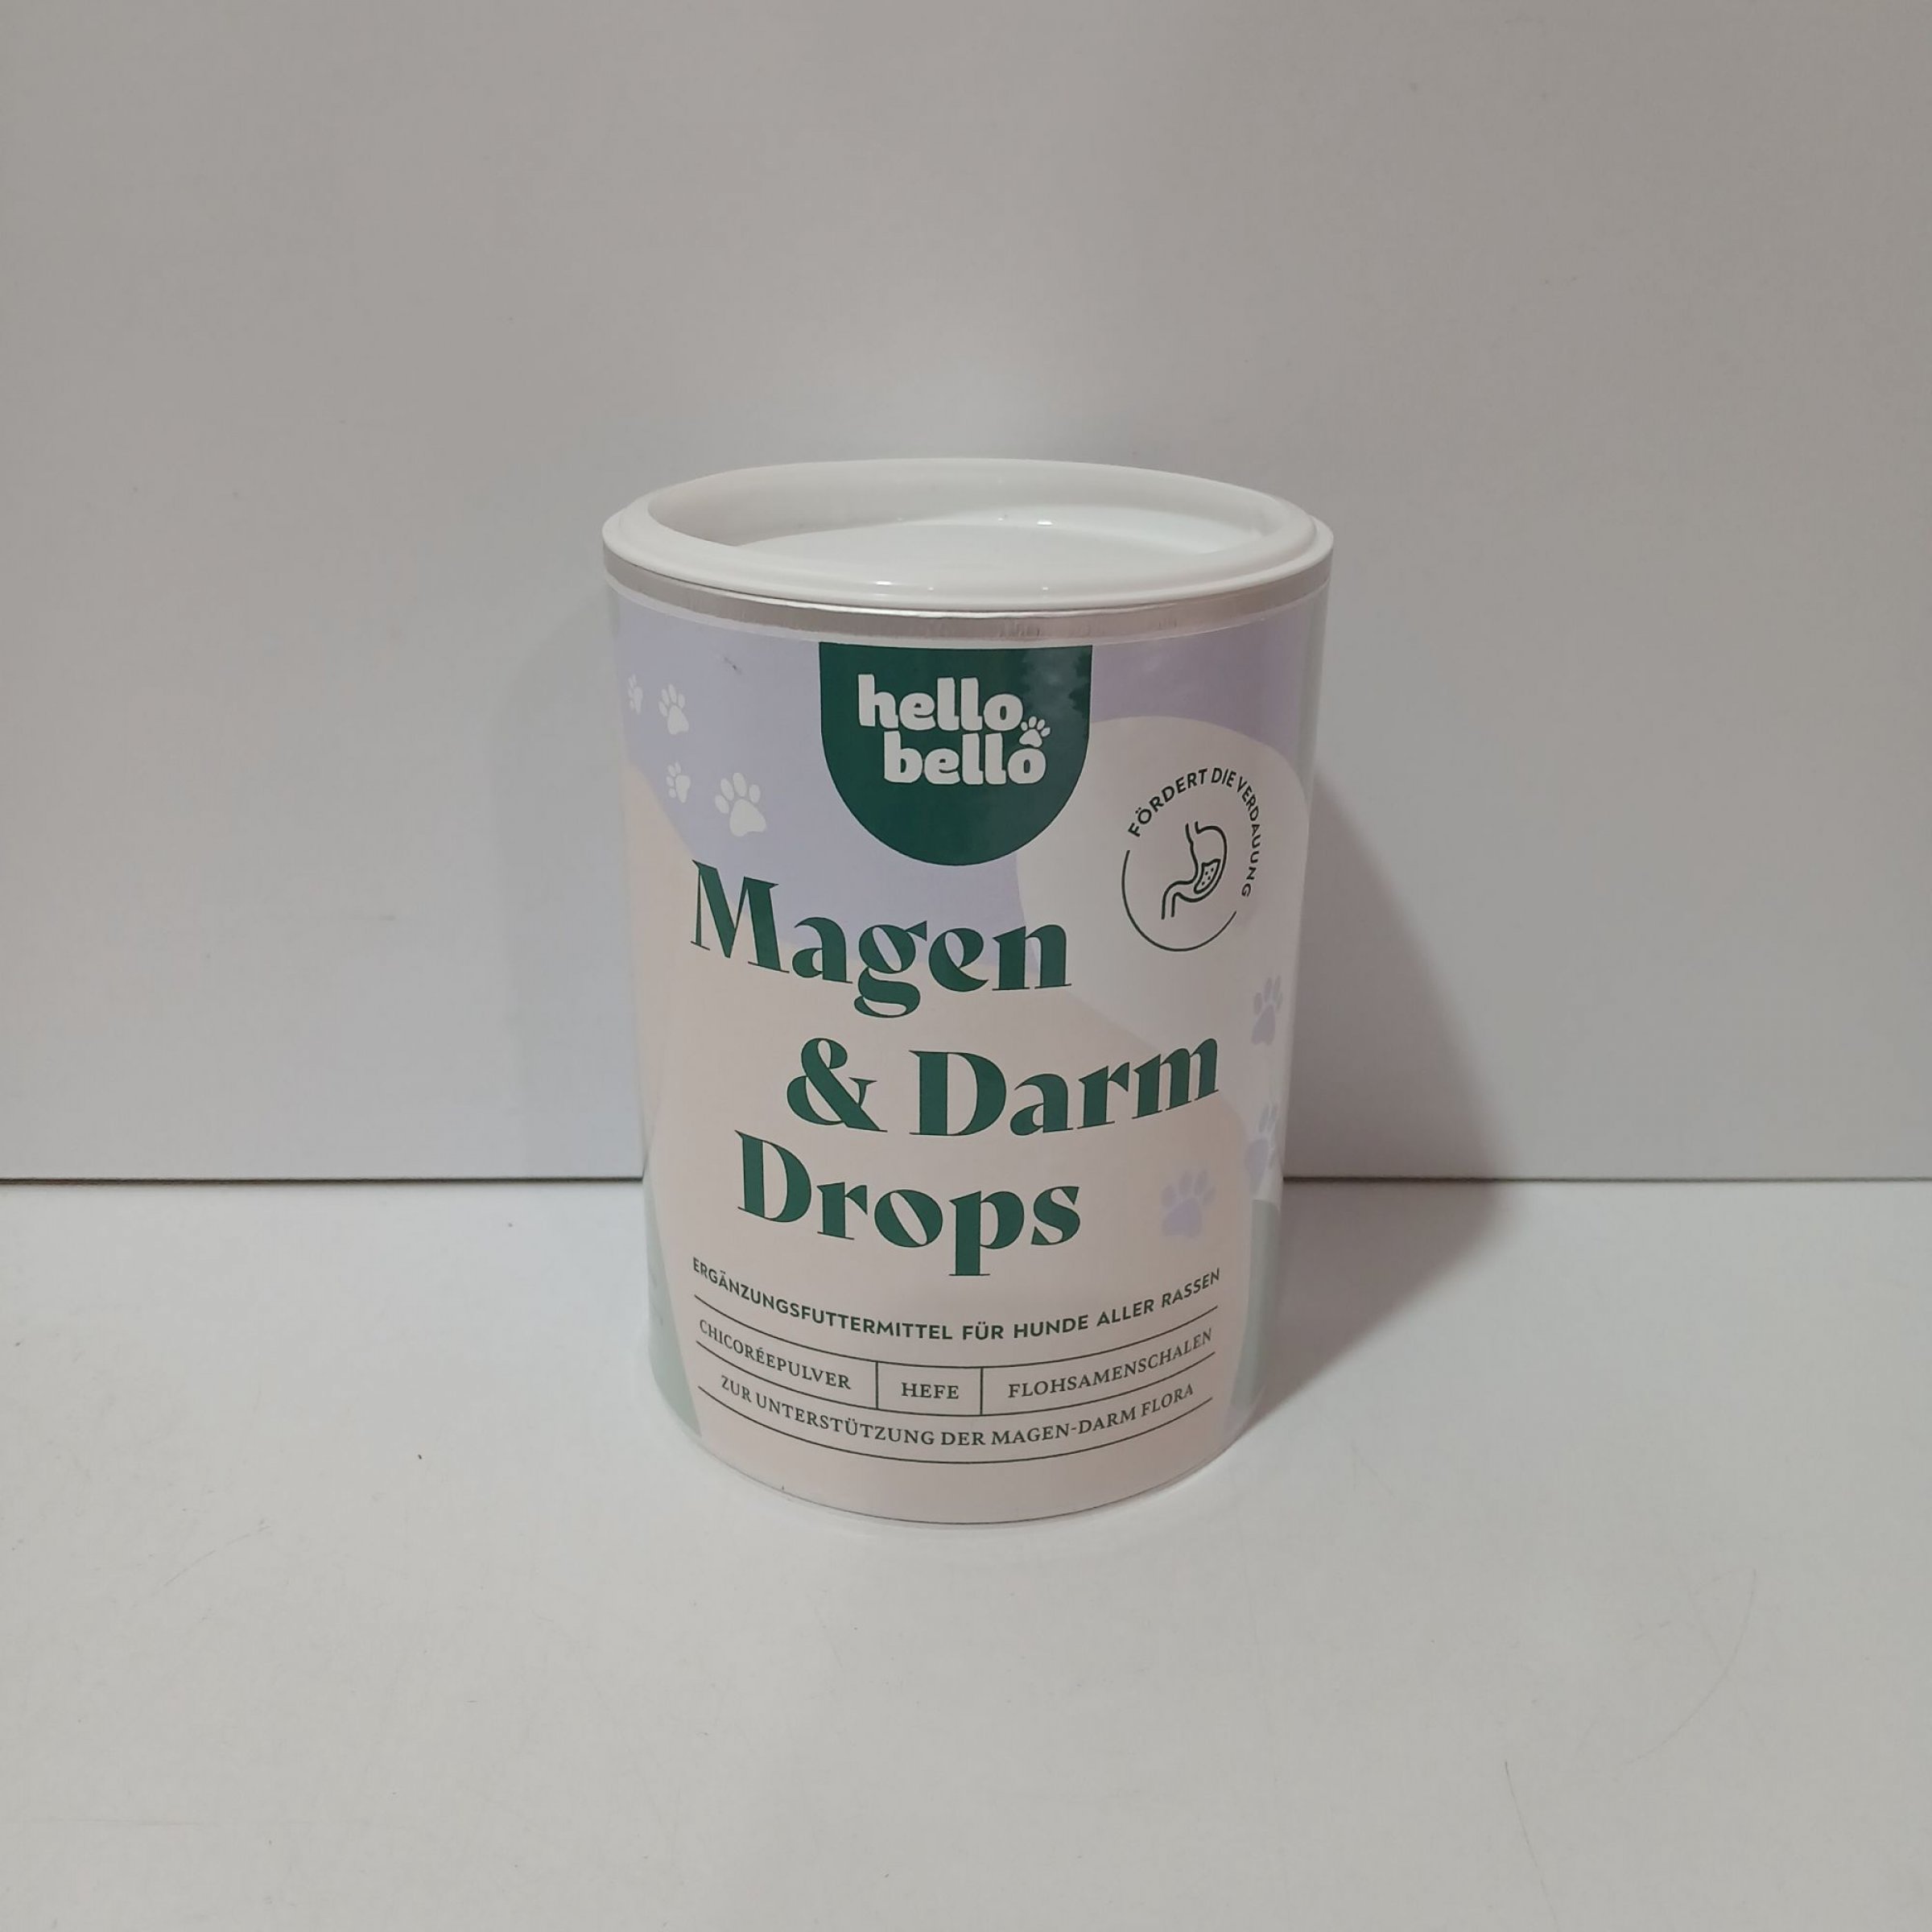 hello
bello
FÖRDERT DIE VERDAUUNG
Magen
& Darm
Drops
ERGÄNZUNGSFUTTERMITTEL FÜR HUNDE ALLER RASSEN
CHICORÉEPULVER HEFE FLOHSAMENSCHALEN
ZUR UNTERSTÜTZUNG DER MAGEN-DARM FLORA